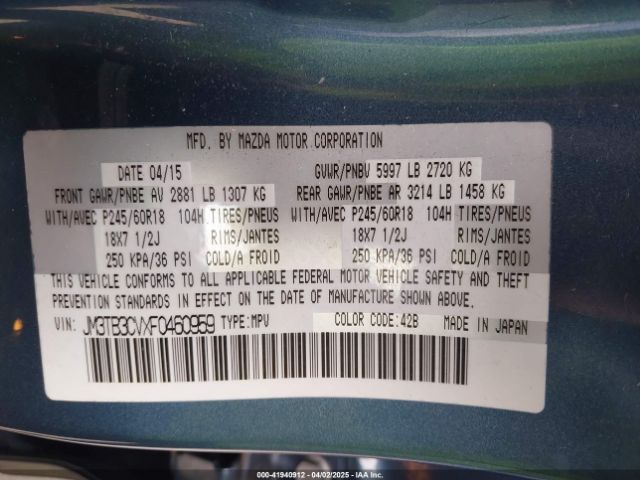 MFD. BY MAZDA MOTOR CORPORATION
DATE 04/15 GVWR/PNBV 5997 LB 2720 KG
FRONT GAWR/PNBE AV 2881 LB 1307 KG REAR GAWR/PNBE AR 3214 LB 1458 KG
WITH/AVEC P245/60R18 104H TIRES/PNEUS WITH/AVEC P245/60R18 104H TIRES/PNEUS
18X7 1/2J RIMS/JANTES 18X7 1/2J RIMS/JANTES
250 KPA/36 PSI COLD/A FROID 250 KPA/36 PSI COLD/A FROID
THIS VEHICLE CONFORMS TO ALL APPLICABLE FEDERAL MOTOR VEHICLE SAFETY AND THEFT
PREVENTION STANDARDS IN EFFECT ON THE DATE OF MANUFACTURE SHOWN ABOVE.
VIN: JM3TB3CVXF0460959 TYPE:MPV COLOR CODE:42B MADE IN JAPAN
000-41940912 - 04/02/2025 - © IAA Inc.